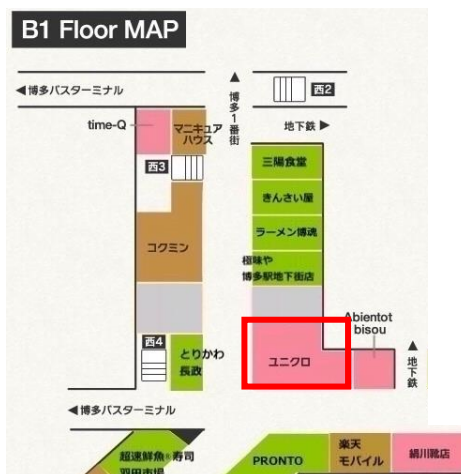 B1 Floor MAP
◀博多バスターミナル
▲
博多1番街
西2
地下鉄▶
time-Q
マニキュア
ハウス
西3
三陽食堂
きんさい屋
ラーメン博魂
コクミン
極味や
博多駅地下街店
Abientot
bisou
西4
とりかわ
長政
ユニクロ
▲
地下鉄
◀博多バスターミナル
超速鮮魚®寿司
羽田市場
PRONTO
楽天
モバイル
絹川靴店